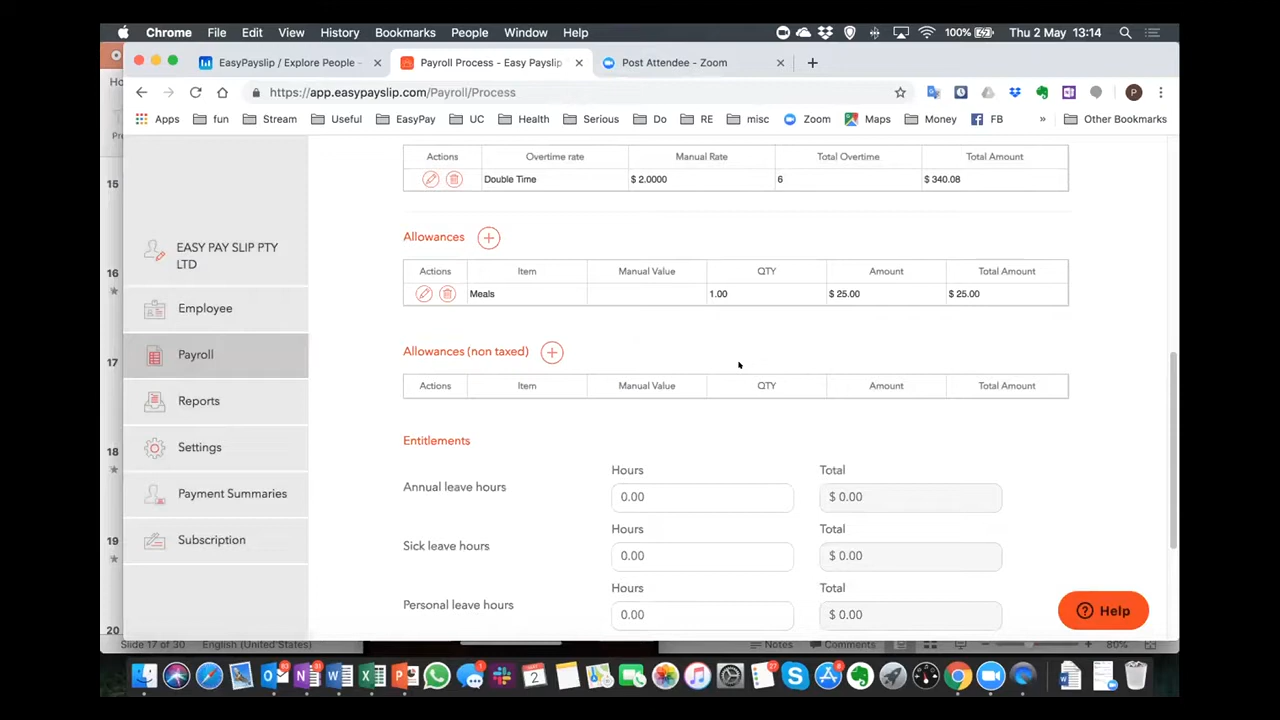 Chrome File Edit View History Bookmarks People Window Help 100% Thu 2 May 13:14
EasyPayslip / Explore People - Payroll Process - Easy Payslip Post Attendee - Zoom
https://app.easypayslip.com/Payroll/Process P
Apps fun Stream Useful EasyPay UC Health Serious Do RE misc Zoom Maps Money FB » Other Bookmarks
Actions Overtime rate Manual Rate Total Overtime Total Amount
Double Time $ 2.0000 6 $ 340.08
Allowances
Actions Item Manual Value QTY Amount Total Amount
Meals 1.00 $ 25.00 $ 25.00
Allowances (non taxed)
Actions Item Manual Value QTY Amount Total Amount
Entitlements
Hours Total
Annual leave hours 0.00 $ 0.00
Hours Total
Sick leave hours 0.00 $ 0.00
Hours Total
Personal leave hours 0.00 $ 0.00
EASY PAY SLIP PTY
LTD
Employee
Payroll
Reports
Settings
Payment Summaries
Subscription
Help
15
16
17
18
19
20
Slide 17 of 30 English (United States) Notes Comments 80%